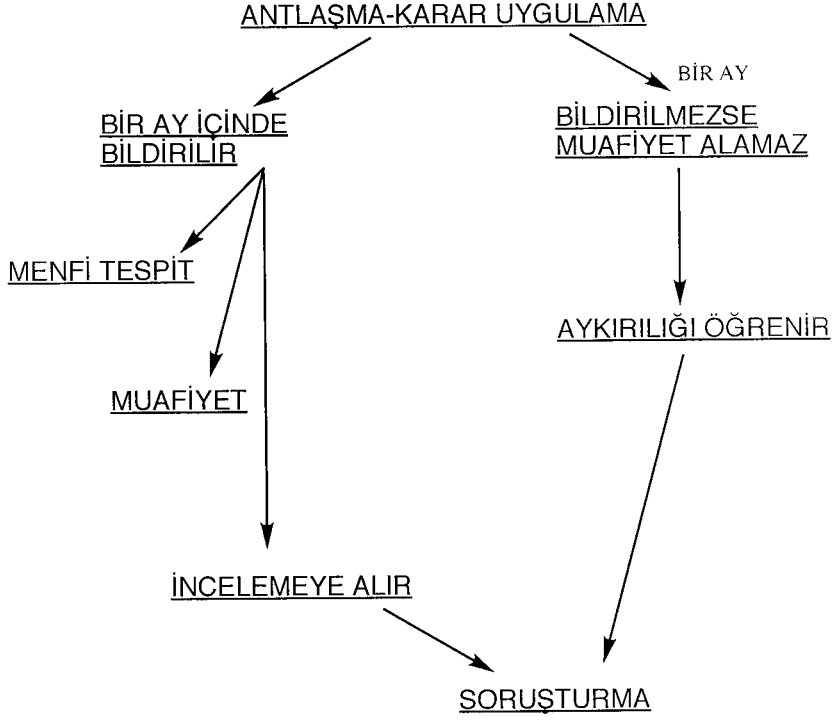 ANTLAŞMA-KARAR UYGULAMA
BİR AY
BİR AY İÇİNDE
BİLDİRİLİR
BİLDİRİLMEZSE
MUAFİYET ALAMAZ
MENFİ TESPİT
AYKIRILIĞI ÖĞRENİR
MUAFİYET
İNCELEMEYE ALIR
SORUŞTURMA